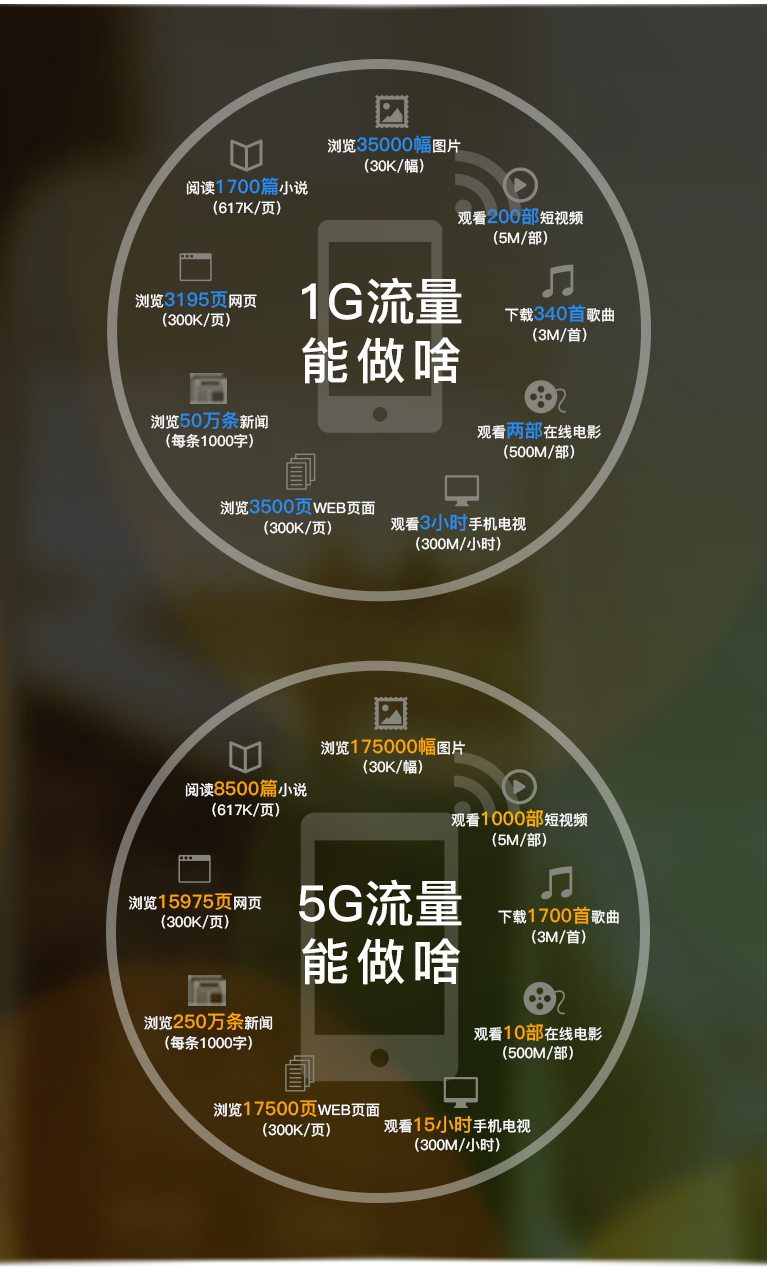 浏览35000幅图片
(30K/幅)
阅读1700篇小说
(617K/页)
观看200部短视频
(5M/部)
浏览3195页网页
(300K/页)
1G流量
能做啥
下载340首歌曲
(3M/首)
浏览50万条新闻
(每条1000字)
观看两部在线电影
(500M/部)
浏览3500页WEB页面
(300K/页)
观看3小时手机电视
(300M/小时)
浏览175000幅图片
(30K/幅)
阅读8500篇小说
(617K/页)
观看1000部短视频
(5M/部)
浏览15975页网页
(300K/页)
5G流量
能做啥
下载1700首歌曲
(3M/首)
浏览250万条新闻
(每条1000字)
观看10部在线电影
(500M/部)
浏览17500页WEB页面
(300K/页)
观看15小时手机电视
(300M/小时)